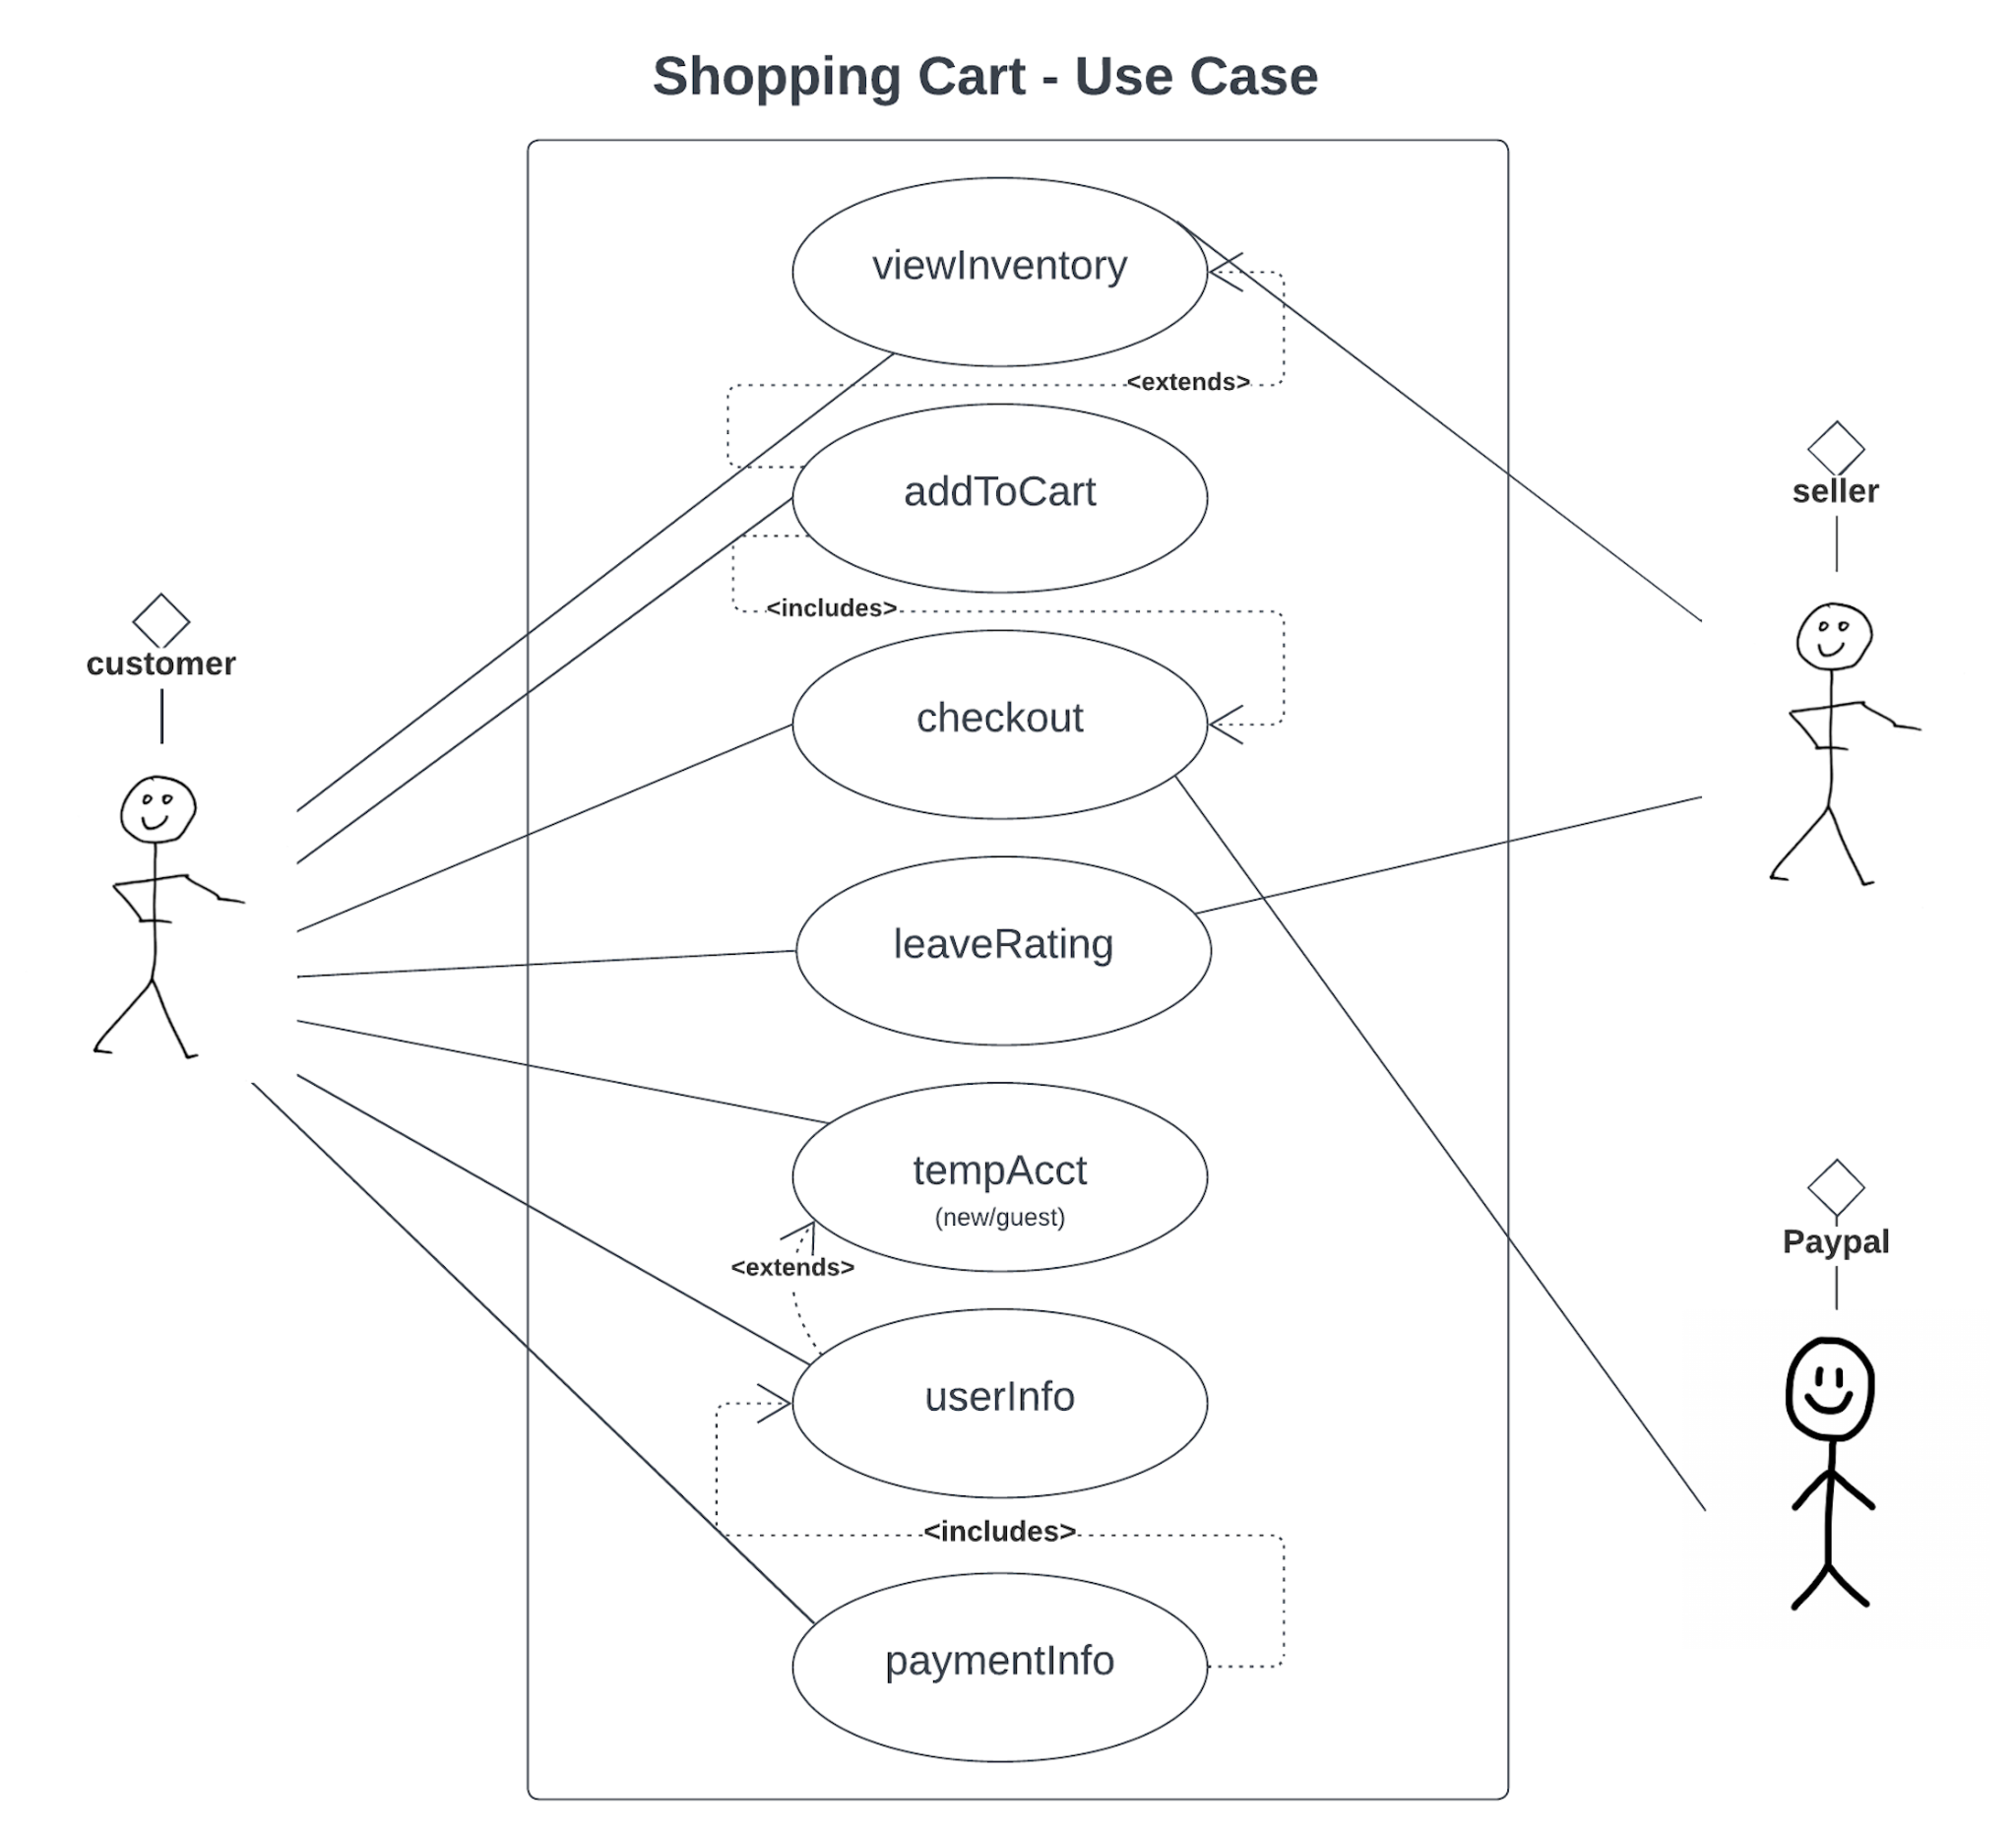 Shopping Cart - Use Case
viewInventory
<extends>
addToCart
seller
<includes>
customer
checkout
leaveRating
tempAcct
(new/guest)
<extends>
Paypal
userInfo
<includes>
paymentInfo